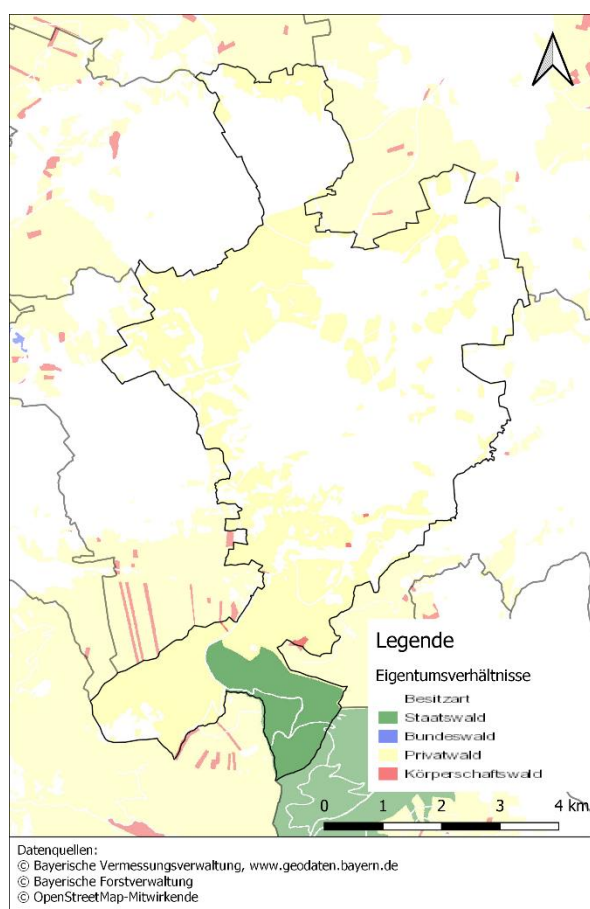 Legende
Eigentumsverhältnisse
Besitzart
Staatswald
Bundeswald
Privatwald
Körperschaftswald
0 1 2 3 4 km
Datenquellen:
© Bayerische Vermessungsverwaltung, www.geodaten.bayern.de
© Bayerische Forstverwaltung
© OpenStreetMap-Mitwirkende